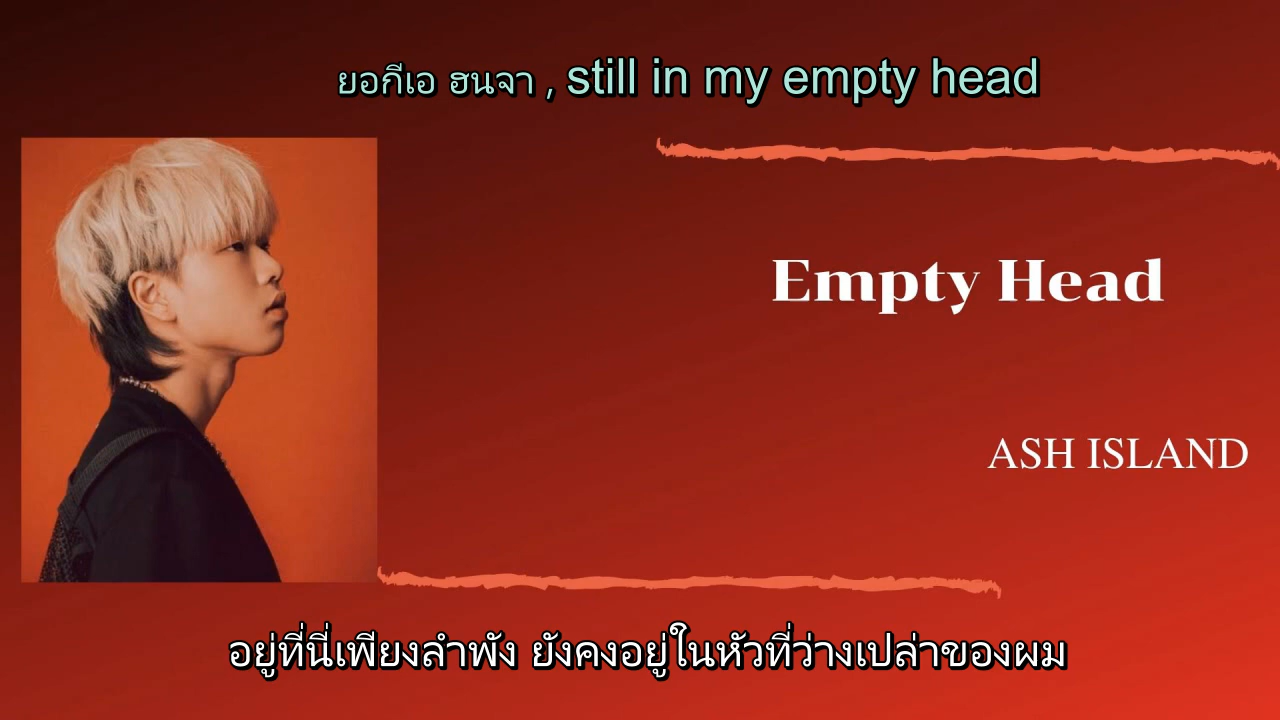 ยอกีเอ ฮนจา , still in my empty head
Empty Head
ASH ISLAND
อยู่ที่นี่เพียงลำพัง ยังคงอยู่ในหัวที่ว่างเปล่าของผม